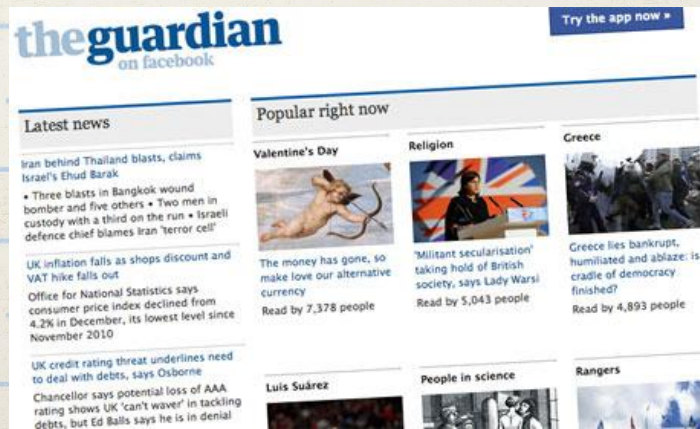 theguardian
on facebook
Try the app now »
Latest news
Iran behind Thailand blasts, claims
Israel's Ehud Barak
• Three blasts in Bangkok wound
bomber and five others • Two men in
custody with a third on the run • Israeli
defence chief blames Iran 'terror cell'
UK inflation falls as shops discount and
VAT hike falls out
Office for National Statistics says
consumer price index declined from
4.2% in December, its lowest level since
November 2010
UK credit rating threat underlines need
to deal with debts, says Osborne
Chancellor says potential loss of AAA
rating shows UK 'can't waver' in tackling
debts, but Ed Balls says he is in denial
Popular right now
Valentine's Day
The money has gone, so
make love our alternative
currency
Read by 7,378 people
Religion
'Militant secularisation'
taking hold of British
society, says Lady Warsi
Read by 5,043 people
Greece
Greece lies bankrupt,
humiliated and ablaze: is
cradle of democracy
finished?
Read by 4,893 people
Luis Suárez
People in science
Rangers